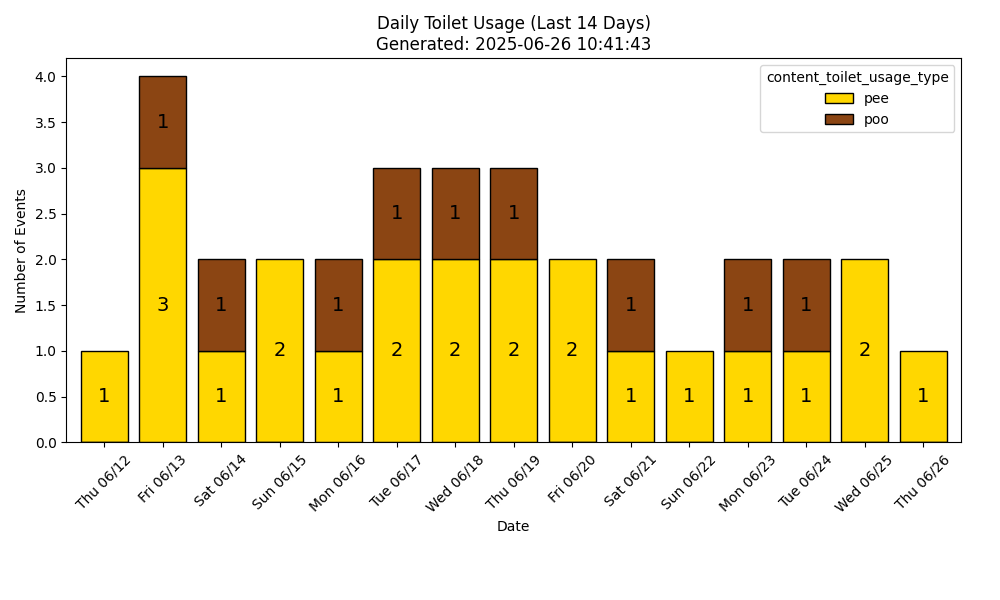 Daily Toilet Usage (Last 14 Days)
Generated: 2025-06-26 10:41:43
content_toilet_usage_type
pee
poo
Number of Events
4.0
3.5
3.0
2.5
2.0
1.5
1.0
0.5
0.0
1
3
1
1
1
2
1
1
2
1
2
1
2
1
2
1
1
1
1
1
1
1
2
1
Thu 06/12
Fri 06/13
Sat 06/14
Sun 06/15
Mon 06/16
Tue 06/17
Wed 06/18
Thu 06/19
Fri 06/20
Sat 06/21
Sun 06/22
Mon 06/23
Tue 06/24
Wed 06/25
Thu 06/26
Date